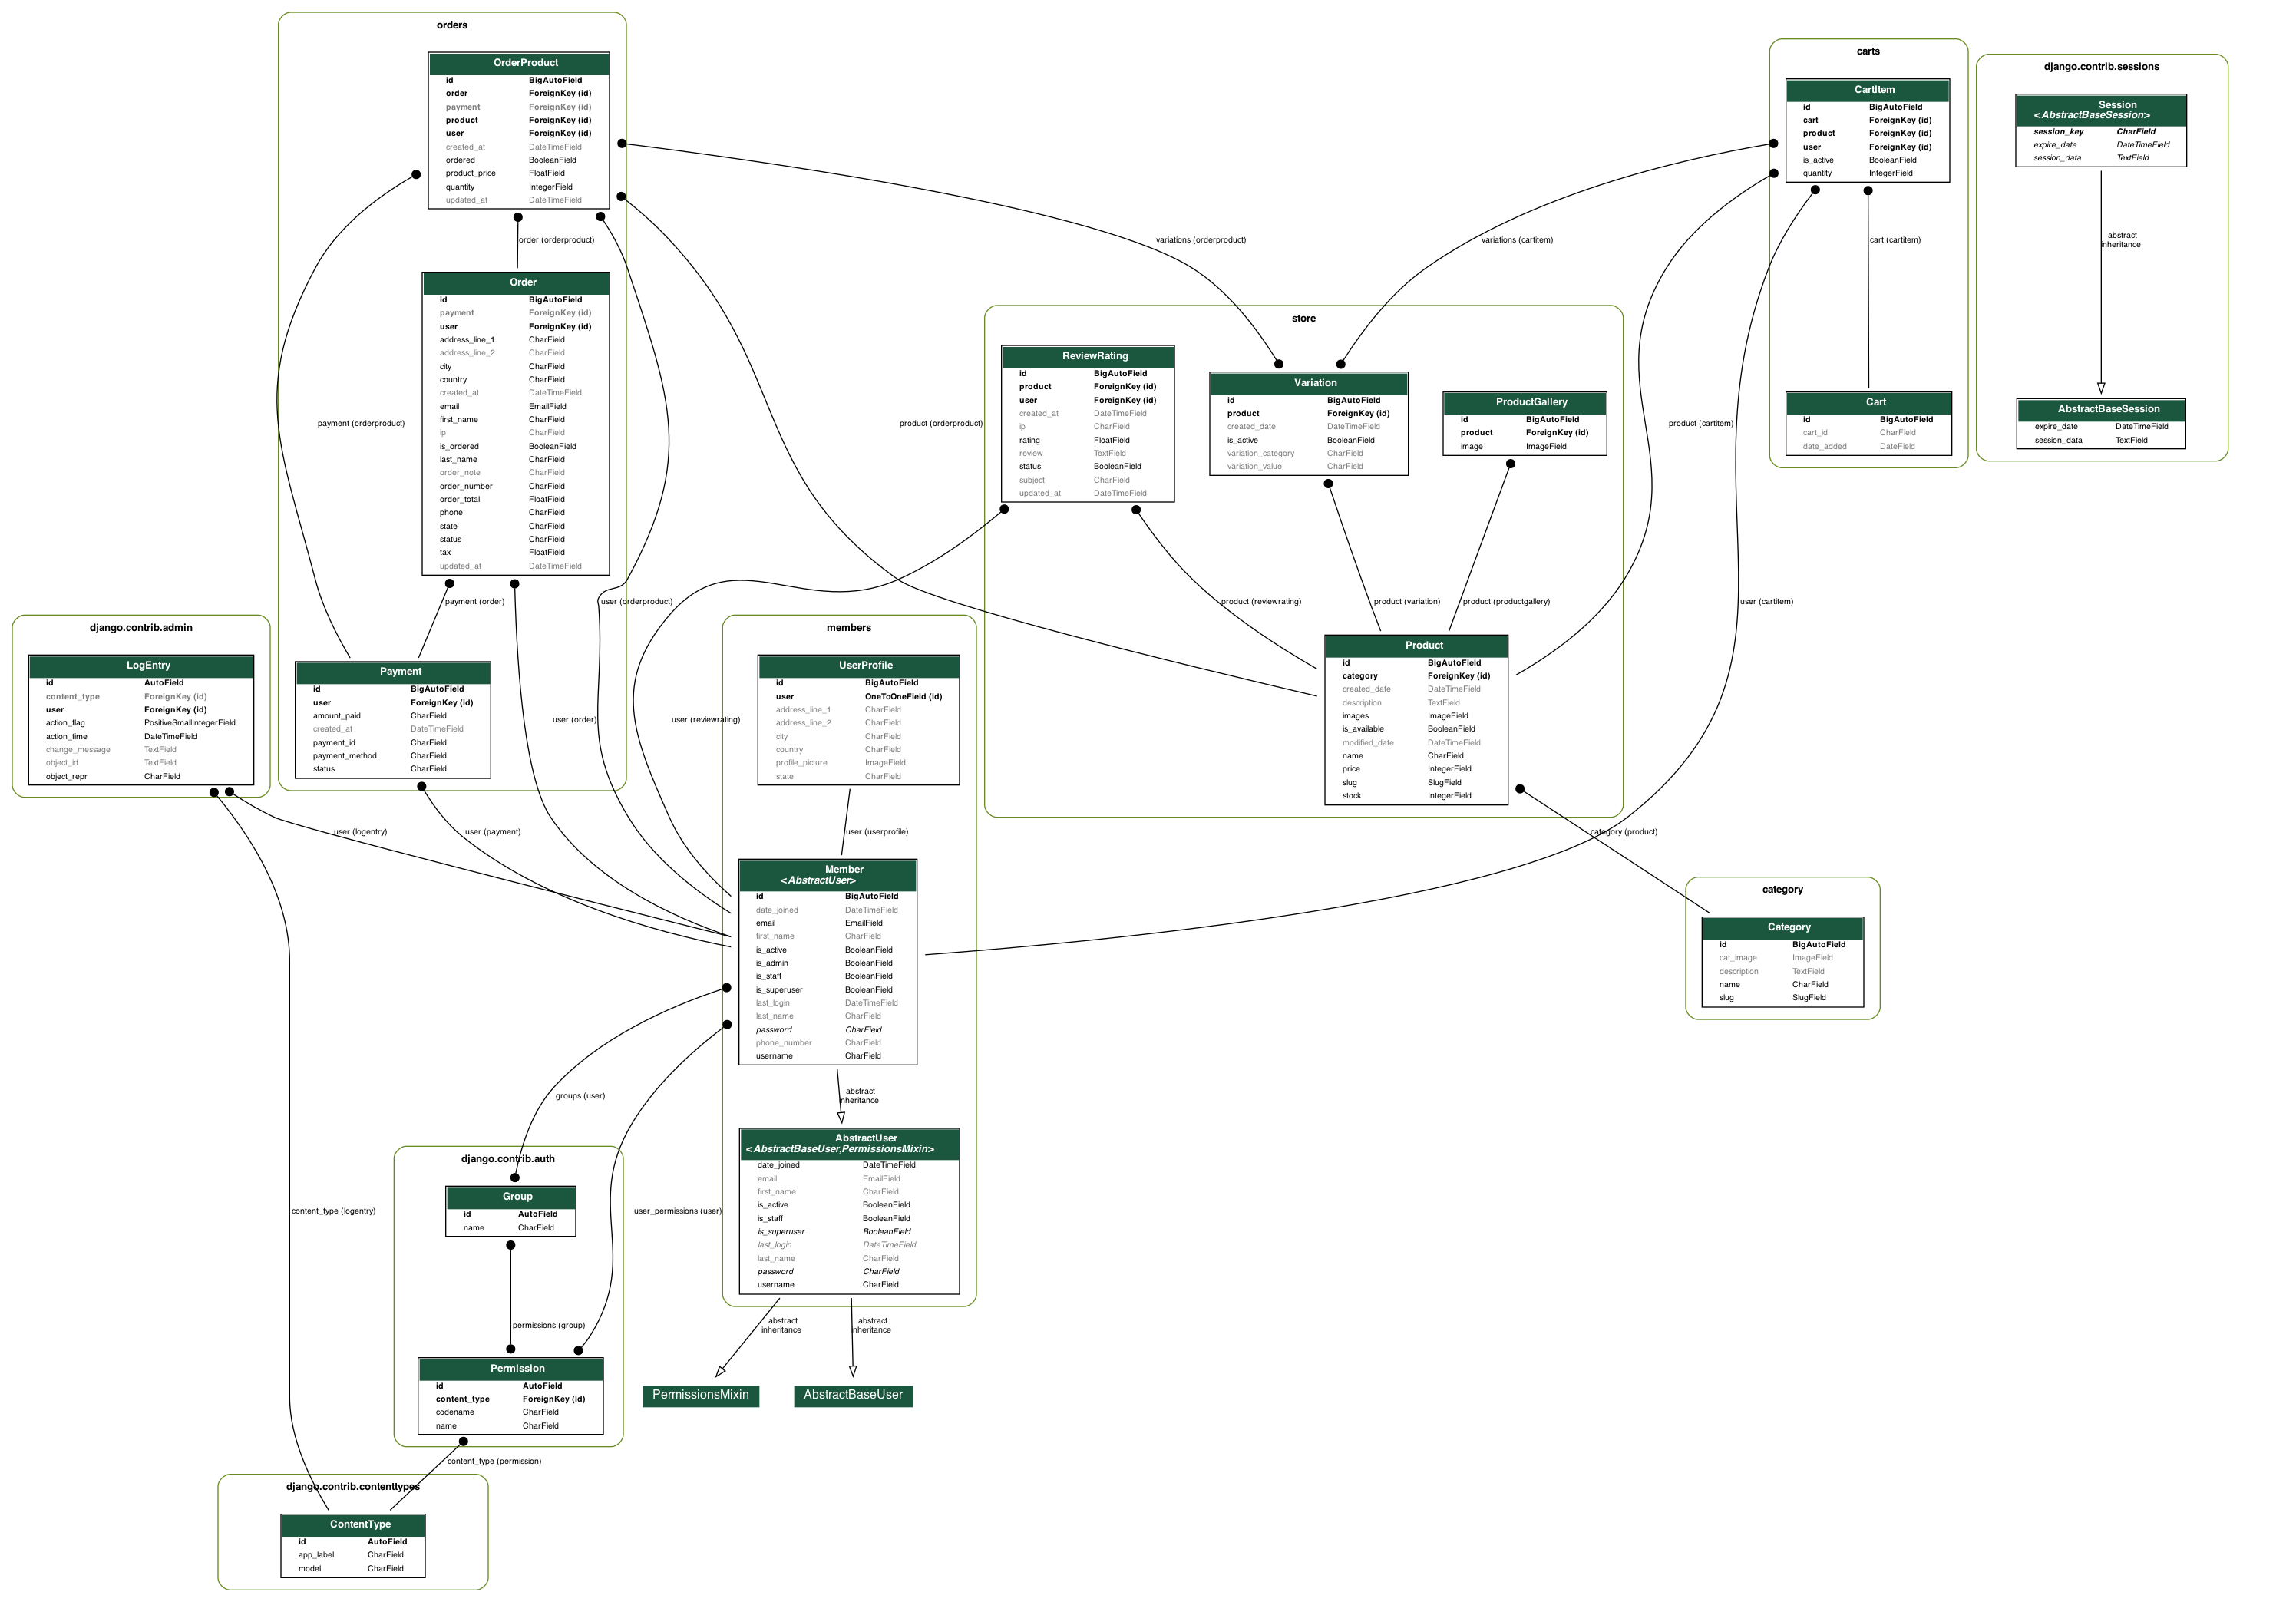 orders
OrderProduct
id BigAutoField
order ForeignKey (id)
payment ForeignKey (id)
product ForeignKey (id)
user ForeignKey (id)
created_at DateTimeField
ordered BooleanField
product_price FloatField
quantity IntegerField
updated_at DateTimeField
order (orderproduct)
Order
id BigAutoField
payment ForeignKey (id)
user ForeignKey (id)
address_line_1 CharField
address_line_2 CharField
city CharField
country CharField
created_at DateTimeField
email EmailField
first_name CharField
ip CharField
is_ordered BooleanField
last_name CharField
order_note CharField
order_number CharField
order_total FloatField
phone CharField
state CharField
status CharField
tax FloatField
updated_at DateTimeField
payment (orderproduct)
payment (order)
user (orderproduct)
Payment
id BigAutoField
user ForeignKey (id)
amount_paid CharField
created_at DateTimeField
payment_id CharField
payment_method CharField
status CharField
user (order)
user (reviewrating)
django.contrib.admin
LogEntry
id AutoField
content_type ForeignKey (id)
user ForeignKey (id)
action_flag PositiveSmallIntegerField
action_time DateTimeField
change_message TextField
object_id TextField
object_repr CharField
user (logentry)
user (payment)
variations (orderproduct)
variations (cartitem)
product (orderproduct)
store
ReviewRating
id BigAutoField
product ForeignKey (id)
user ForeignKey (id)
created_at DateTimeField
ip CharField
rating FloatField
review TextField
status BooleanField
subject CharField
updated_at DateTimeField
Variation
id BigAutoField
product ForeignKey (id)
created_date DateTimeField
is_active BooleanField
variation_category CharField
variation_value CharField
ProductGallery
id BigAutoField
product ForeignKey (id)
image ImageField
product (reviewrating)
product (variation)
product (productgallery)
Product
id BigAutoField
category ForeignKey (id)
created_date DateTimeField
description TextField
images ImageField
is_available BooleanField
modified_date DateTimeField
name CharField
price IntegerField
slug SlugField
stock IntegerField
carts
CartItem
id BigAutoField
cart ForeignKey (id)
product ForeignKey (id)
user ForeignKey (id)
is_active BooleanField
quantity IntegerField
cart (cartitem)
product (cartitem)
user (cartitem)
Cart
id BigAutoField
cart_id CharField
date_added DateField
django.contrib.sessions
Session
<AbstractBaseSession>
session_key CharField
expire_date DateTimeField
session_data TextField
abstract
inheritance
AbstractBaseSession
expire_date DateTimeField
session_data TextField
category (product)
category
Category
id BigAutoField
cat_image ImageField
description TextField
name CharField
slug SlugField
members
UserProfile
id BigAutoField
user OneToOneField (id)
address_line_1 CharField
address_line_2 CharField
city CharField
country CharField
profile_picture ImageField
state CharField
user (userprofile)
Member
<AbstractUser>
id BigAutoField
date_joined DateTimeField
email EmailField
first_name CharField
is_active BooleanField
is_admin BooleanField
is_staff BooleanField
is_superuser BooleanField
last_login DateTimeField
last_name CharField
password CharField
phone_number CharField
username CharField
abstract
inheritance
AbstractUser
<AbstractBaseUser,PermissionsMixin>
date_joined DateTimeField
email EmailField
first_name CharField
is_active BooleanField
is_staff BooleanField
is_superuser BooleanField
last_login DateTimeField
last_name CharField
password CharField
username CharField
abstract
inheritance
abstract
inheritance
PermissionsMixin
AbstractBaseUser
groups (user)
user_permissions (user)
django.contrib.auth
Group
id AutoField
name CharField
permissions (group)
Permission
id AutoField
content_type ForeignKey (id)
codename CharField
name CharField
content_type (logentry)
content_type (permission)
django.contrib.contenttypes
ContentType
id AutoField
app_label CharField
model CharField